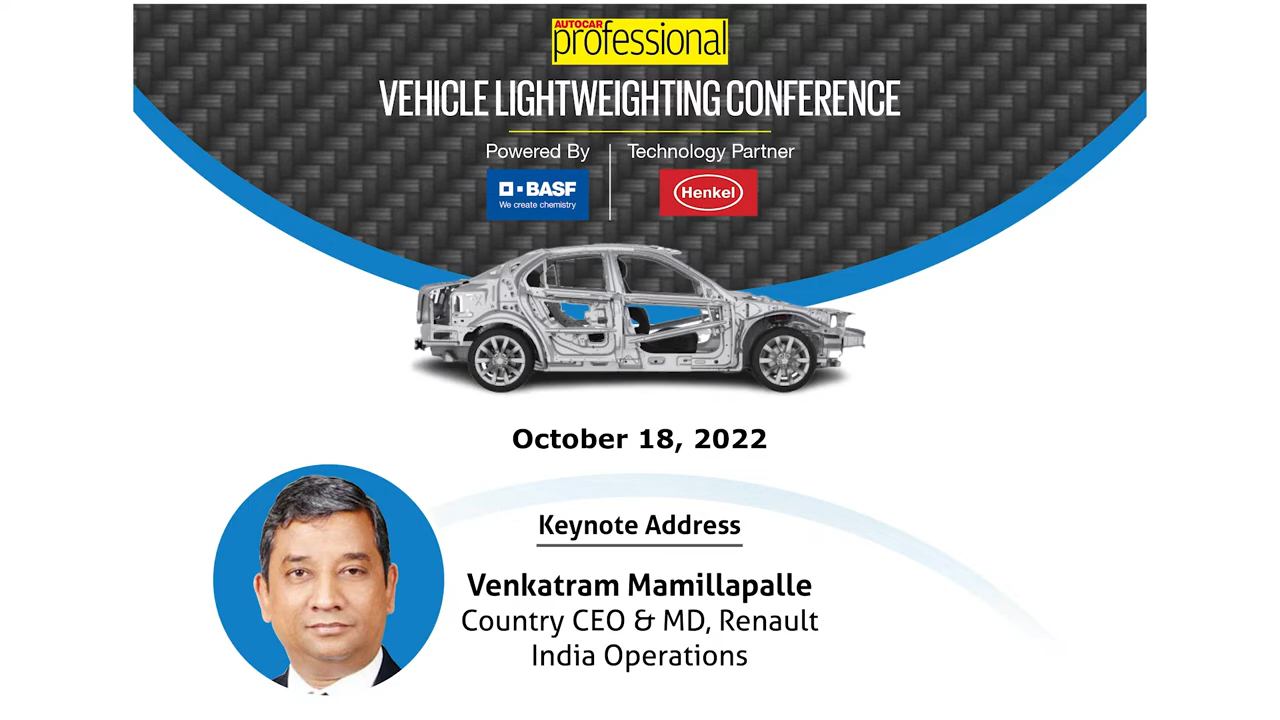 AUTOCAR
professional
VEHICLE LIGHTWEIGHTING CONFERENCE
Powered By
Technology Partner
BASF
We create chemistry
Henkel
October 18, 2022
Keynote Address
Venkatram Mamillapalle
Country CEO & MD, Renault
India Operations